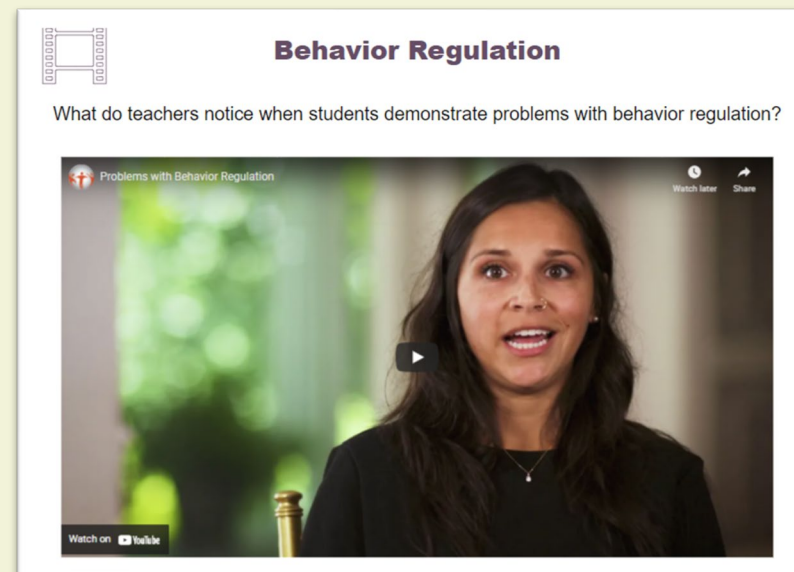 Behavior Regulation
What do teachers notice when students demonstrate problems with behavior regulation?
Problems with Behavior Regulation
Watch later
Share
Watch on YouTube